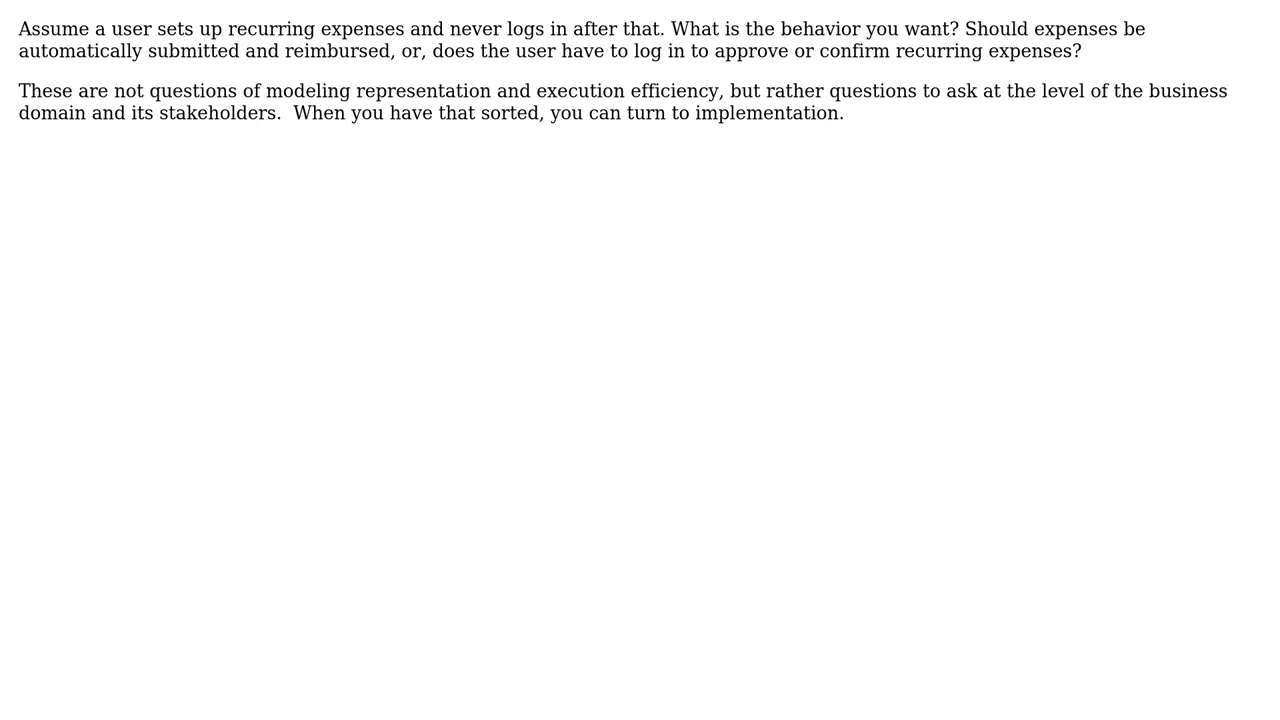 Assume a user sets up recurring expenses and never logs in after that. What is the behavior you want? Should expenses be
automatically submitted and reimbursed, or, does the user have to log in to approve or confirm recurring expenses?
These are not questions of modeling representation and execution efficiency, but rather questions to ask at the level of the business
domain and its stakeholders.  When you have that sorted, you can turn to implementation.